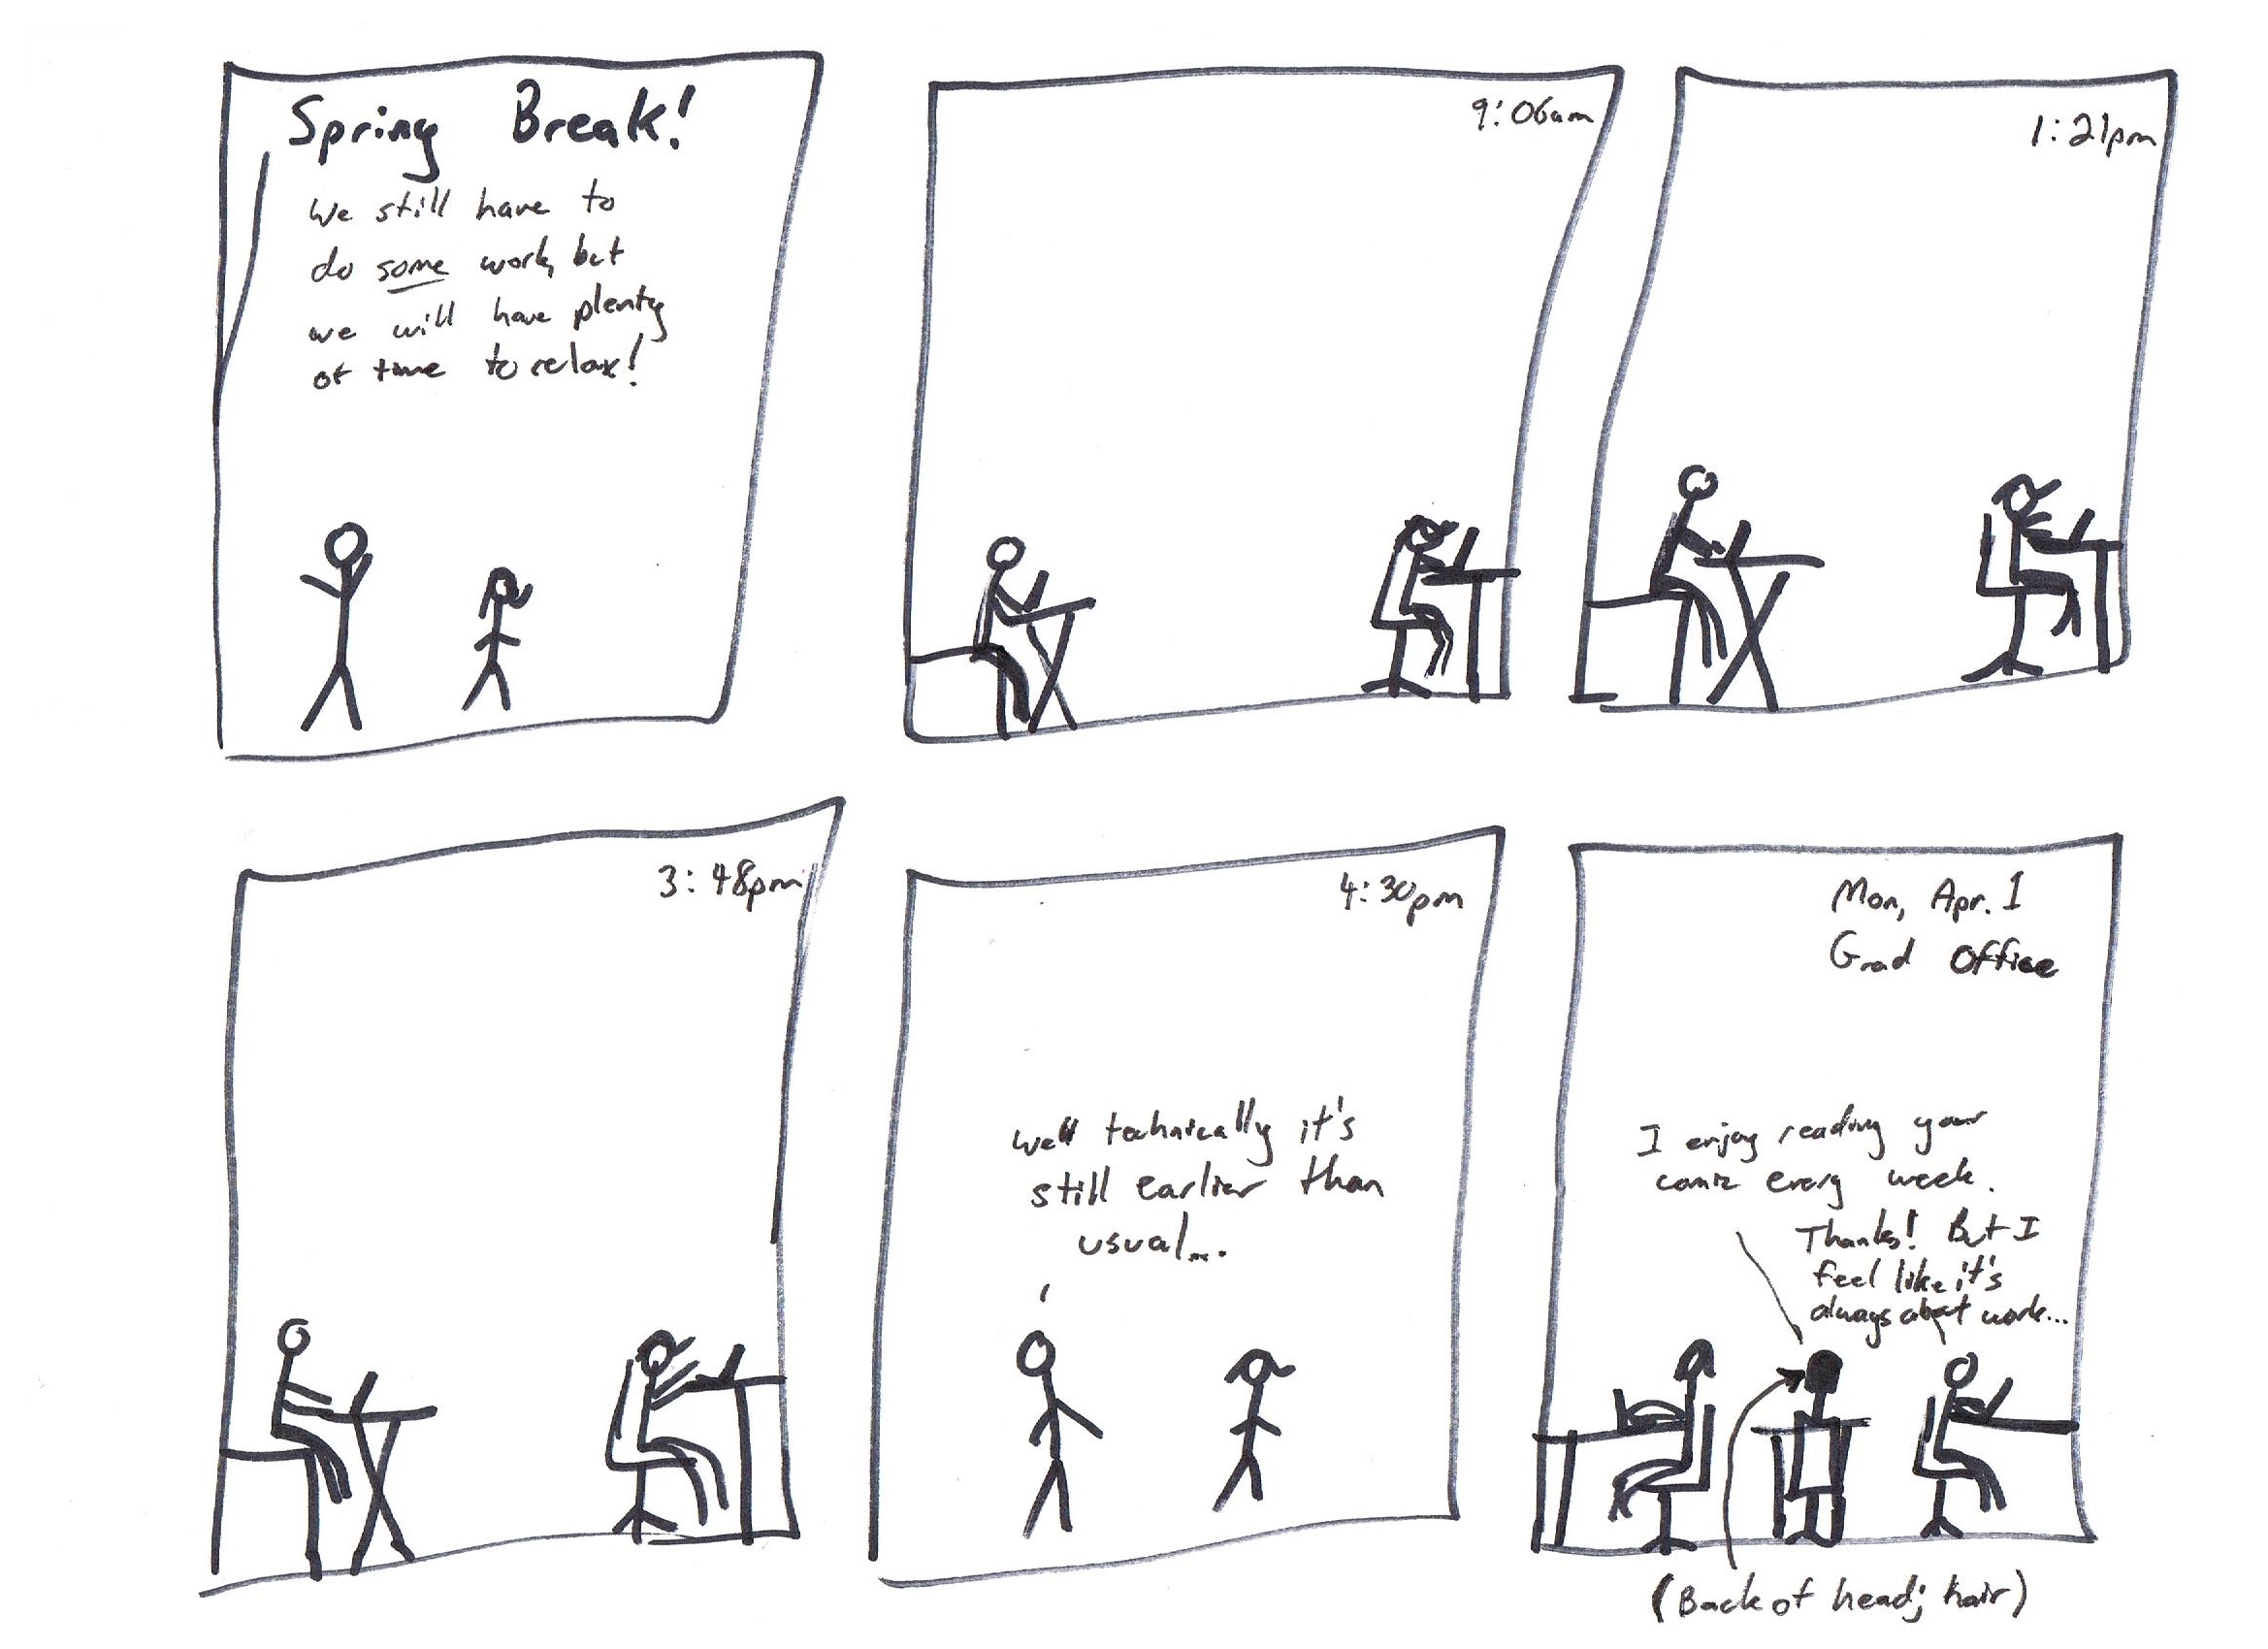 Spring Break!
We still have to
do some work, but
we will have plenty
of time to relax!
9:06am
1:21pm
3:48pm
4:30pm
Well technically it's
still earlier than
usual...
Mon, Apr. 1
Grad Office
I enjoy reading your
comic every week.
Thanks! But I
feel like it's
always about work...
(Back of head; hair)